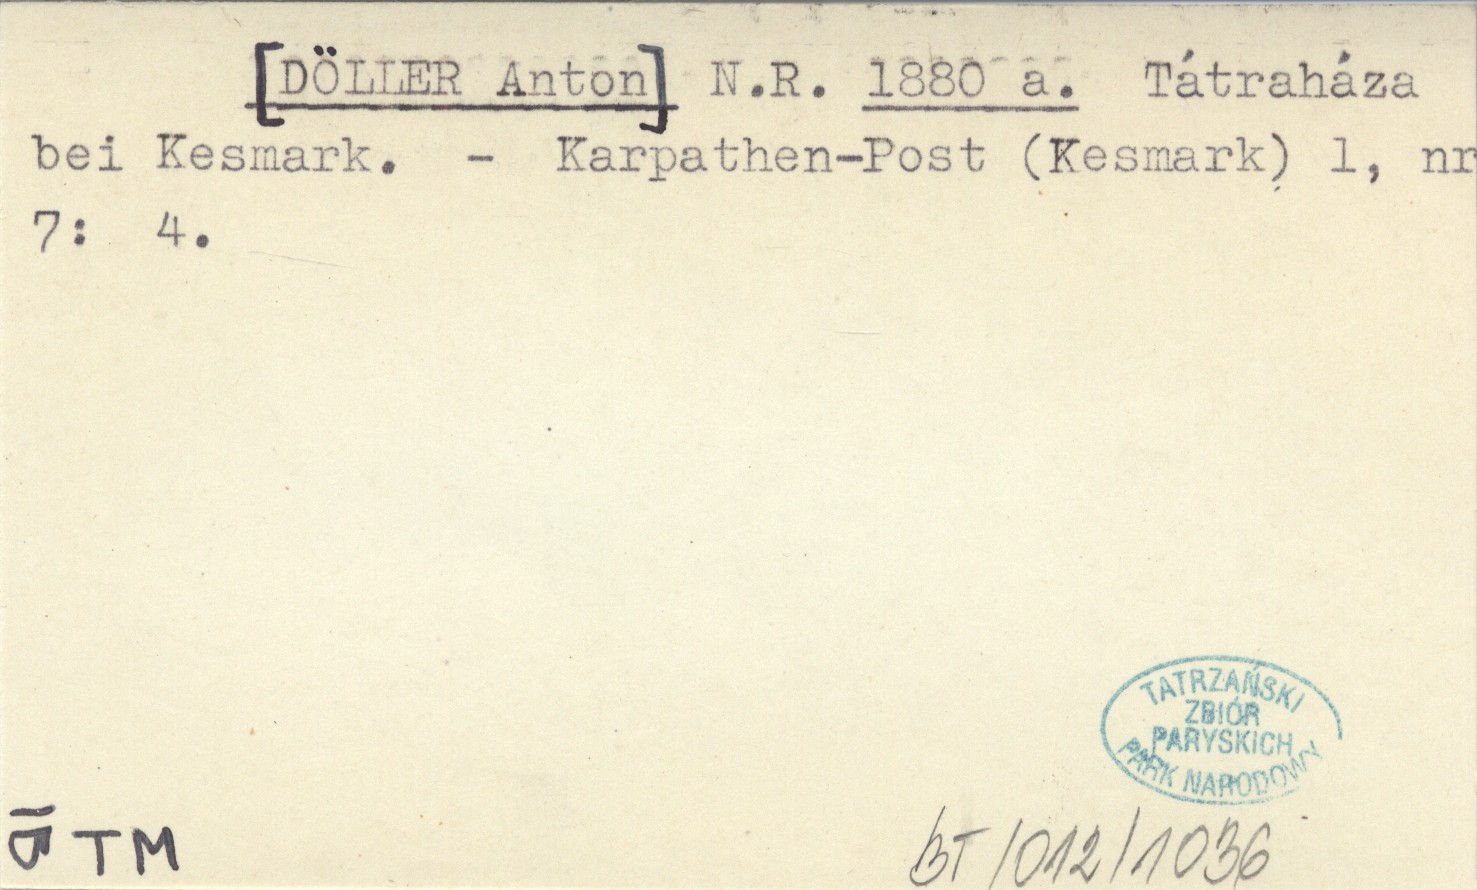 [DÖLLER Anton] N.R. 1880 a. Tátraháza
bei Kesmark. - Karpathen-Post (Kesmark) 1, nr
7: 4.
TATRZAŃSKI
ZBIÓR
PARYSKICH
PARK NARODOWY
TM
BT/012/1036